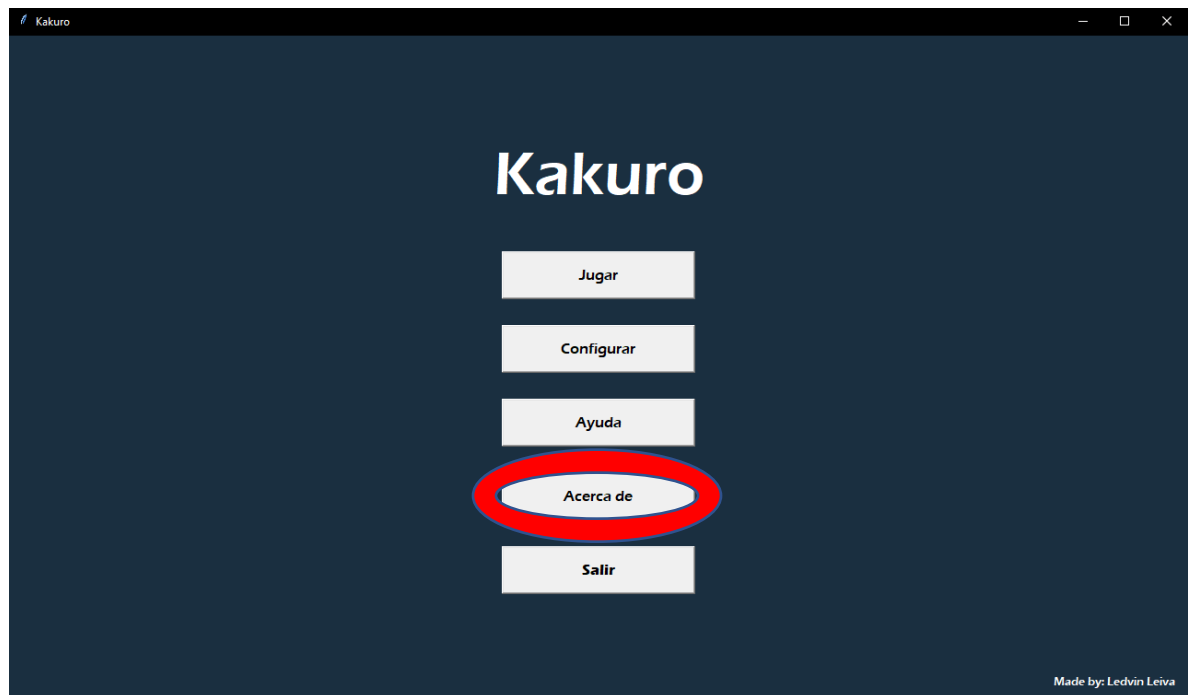 Kakuro
Kakuro
Jugar
Configurar
Ayuda
Acerca de
Salir
Made by: Ledvin Leiva